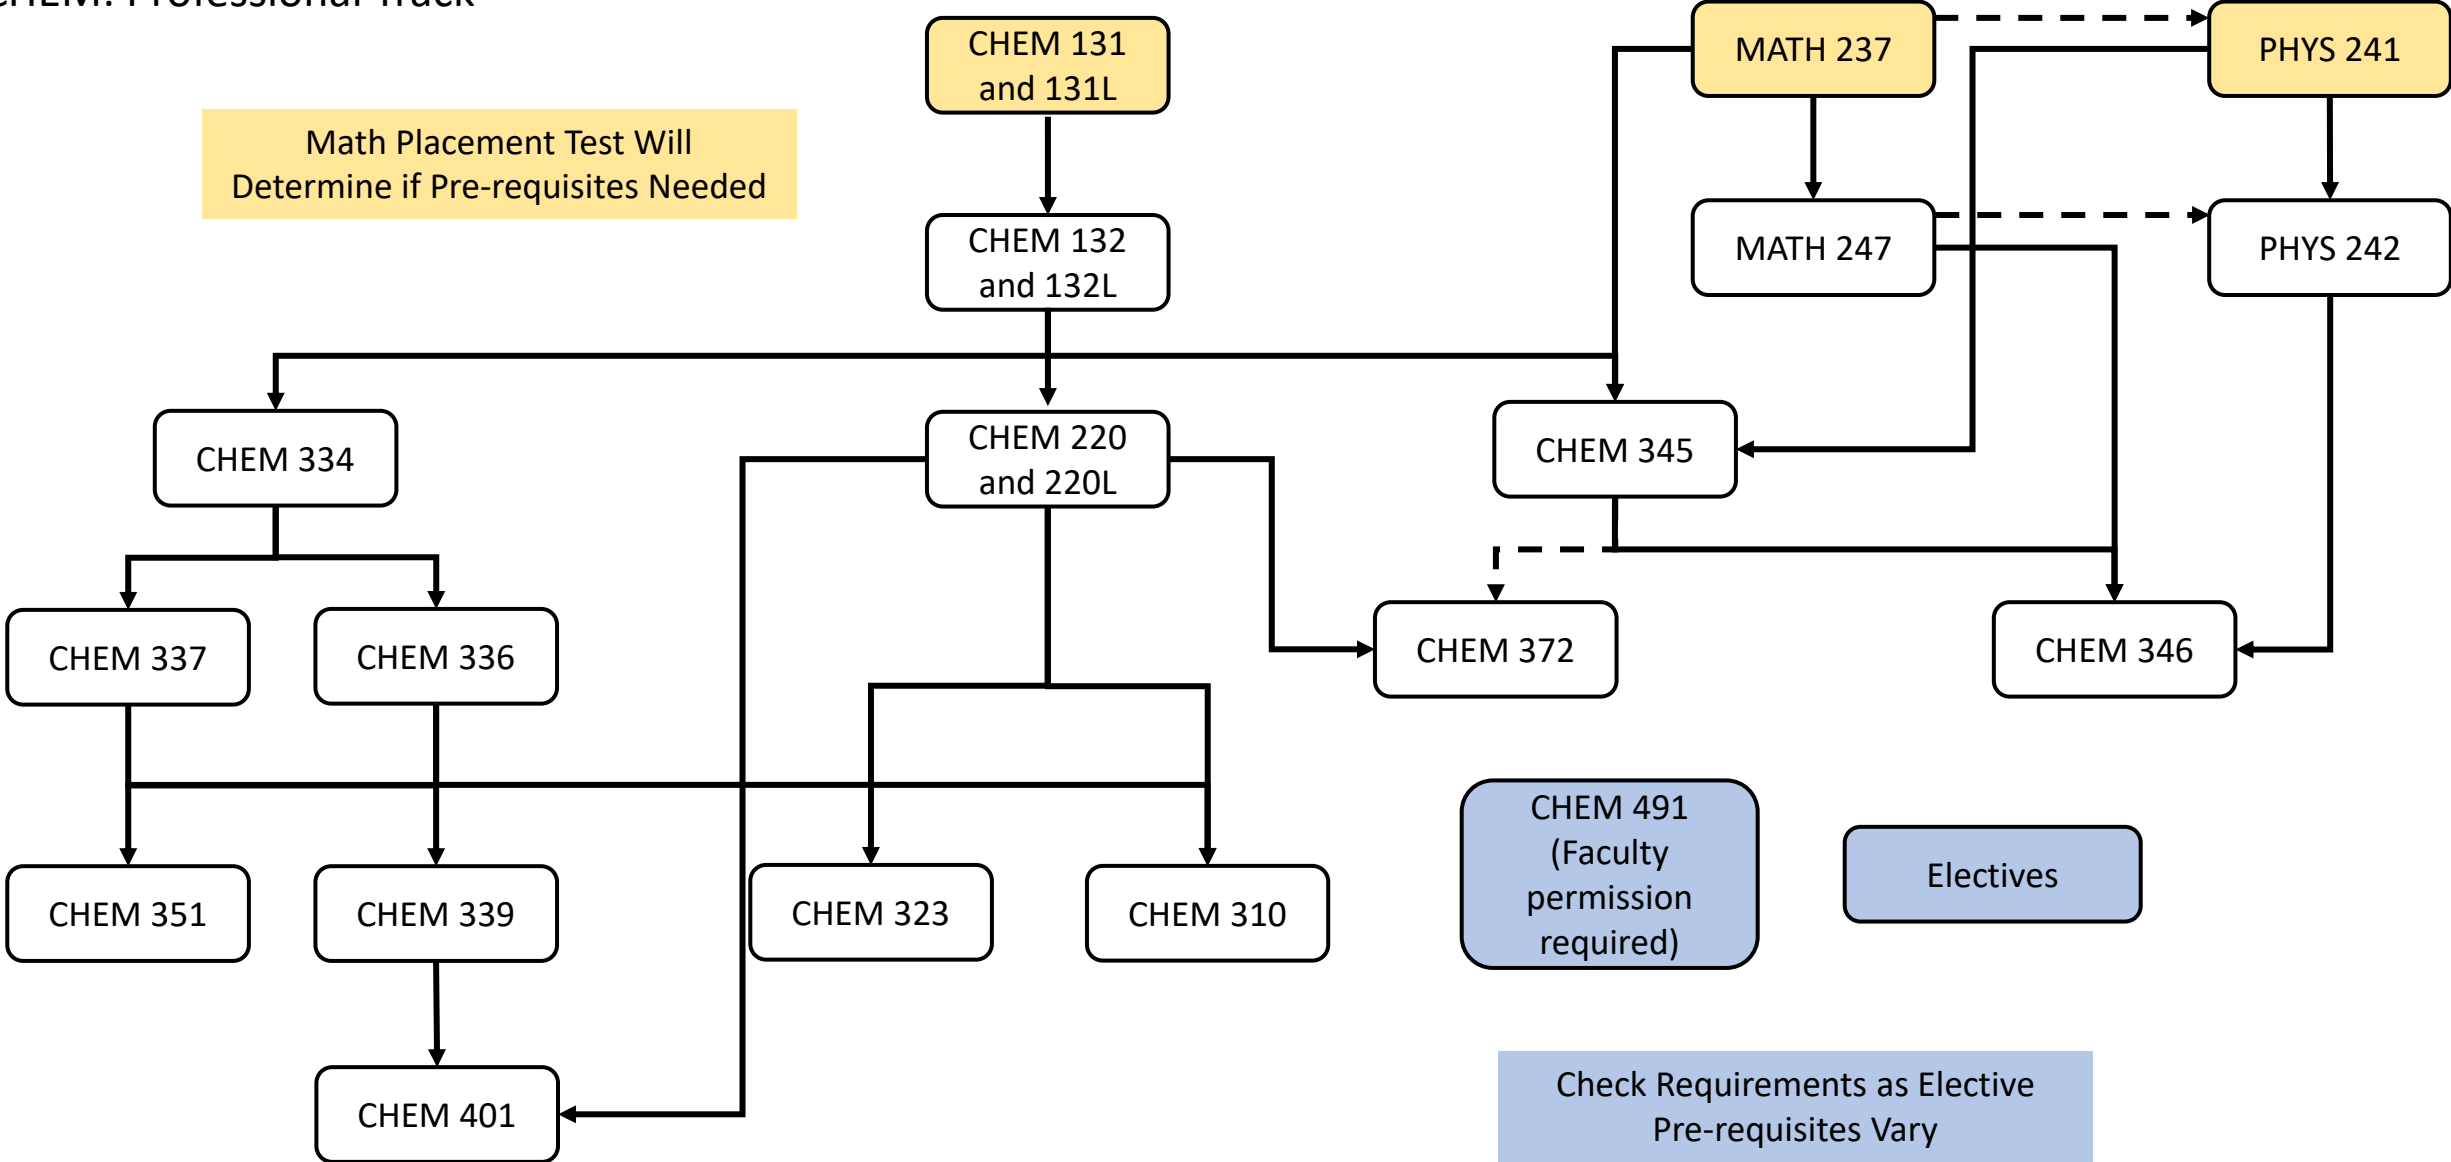 CHEM: Professional Track
CHEM 131
and 131L
MATH 237
PHYS 241
Math Placement Test Will
Determine if Pre-requisites Needed
CHEM 132
and 132L
MATH 247
PHYS 242
CHEM 334
CHEM 220
and 220L
CHEM 345
CHEM 337
CHEM 336
CHEM 372
CHEM 346
CHEM 351
CHEM 339
CHEM 323
CHEM 310
CHEM 491
(Faculty
permission
required)
Electives
CHEM 401
Check Requirements as Elective
Pre-requisites Vary